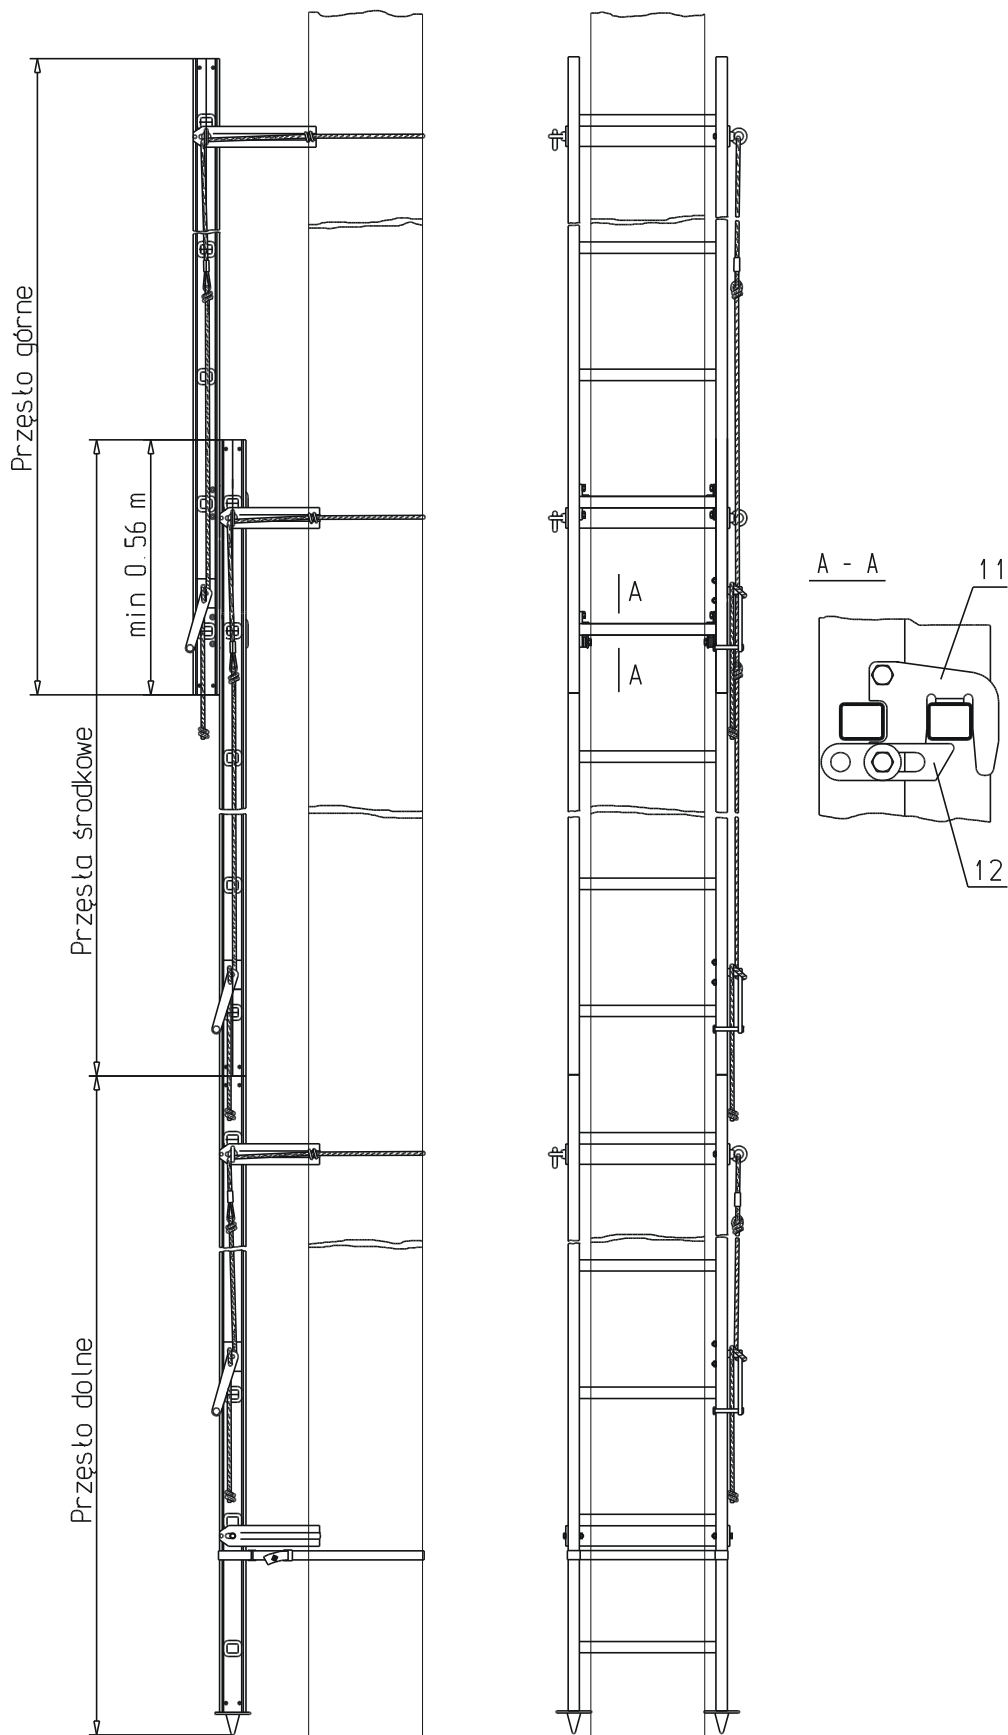 Przęsło górne
min 0.56 m
Przęsła środkowe
Przęsło dolne
A
A
A - A
11
12